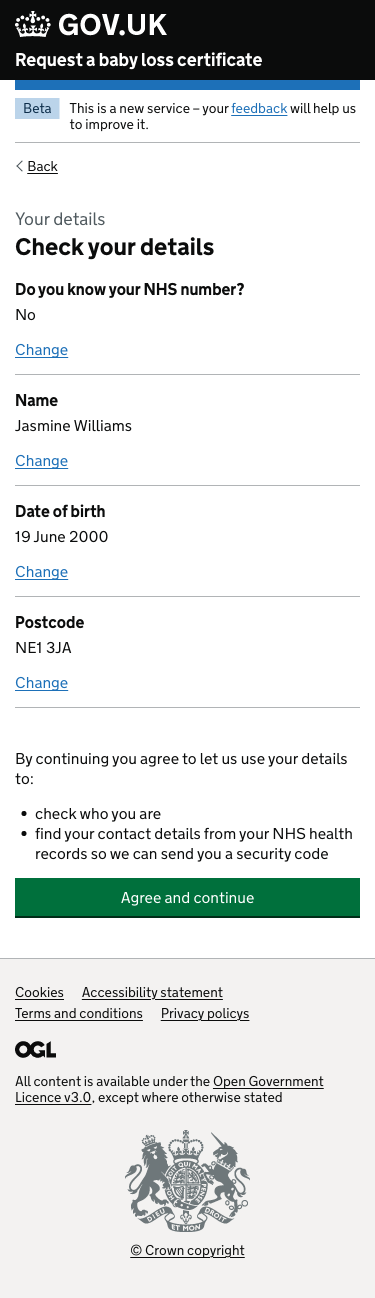 GOV.UK
Request a baby loss certificate
Beta
This is a new service – your feedback will help us
to improve it.
Back
Your details
Check your details
Do you know your NHS number?
No
Change
Name
Jasmine Williams
Change
Date of birth
19 June 2000
Change
Postcode
NE1 3JA
Change
By continuing you agree to let us use your details
to:
• check who you are
• find your contact details from your NHS health
records so we can send you a security code
Agree and continue
Cookies Accessibility statement
Terms and conditions Privacy policys
OGL
All content is available under the Open Government
Licence v3.0, except where otherwise stated
DIEU ET MON DROIT
© Crown copyright